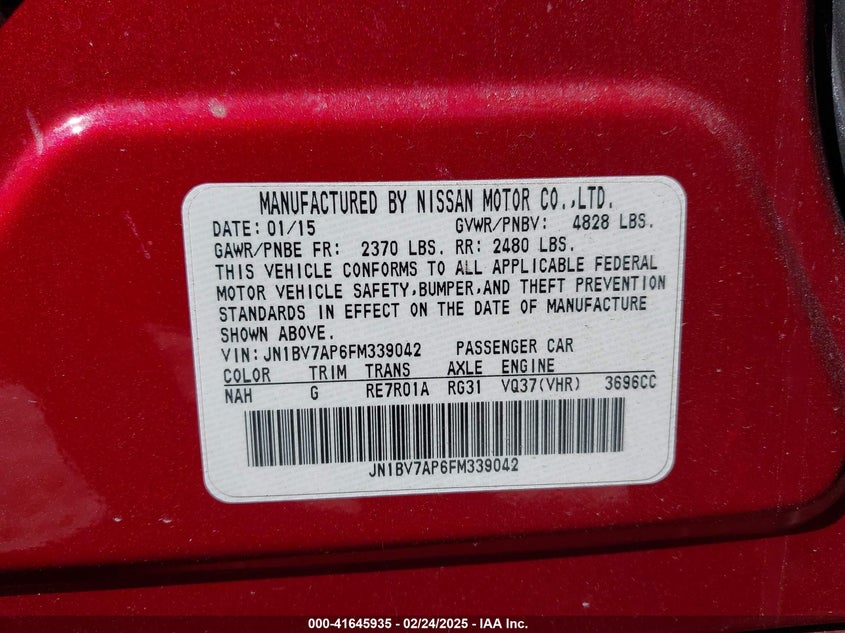 MANUFACTURED BY NISSAN MOTOR CO.,LTD.
DATE: 01/15 GVWR/PNBV: 4828 LBS.
GAWR/PNBE FR: 2370 LBS. RR: 2480 LBS.
THIS VEHICLE CONFORMS TO ALL APPLICABLE FEDERAL
MOTOR VEHICLE SAFETY,BUMPER,AND THEFT PREVENTION
STANDARDS IN EFFECT ON THE DATE OF MANUFACTURE
SHOWN ABOVE.
VIN: JN1BV7AP6FM339042 PASSENGER CAR
COLOR TRIM TRANS AXLE ENGINE
NAH G RE7R01A RG31 VQ37(VHR) 3696CC
JN1BV7AP6FM339042
000-41645935 - 02/24/2025 - IAA Inc.